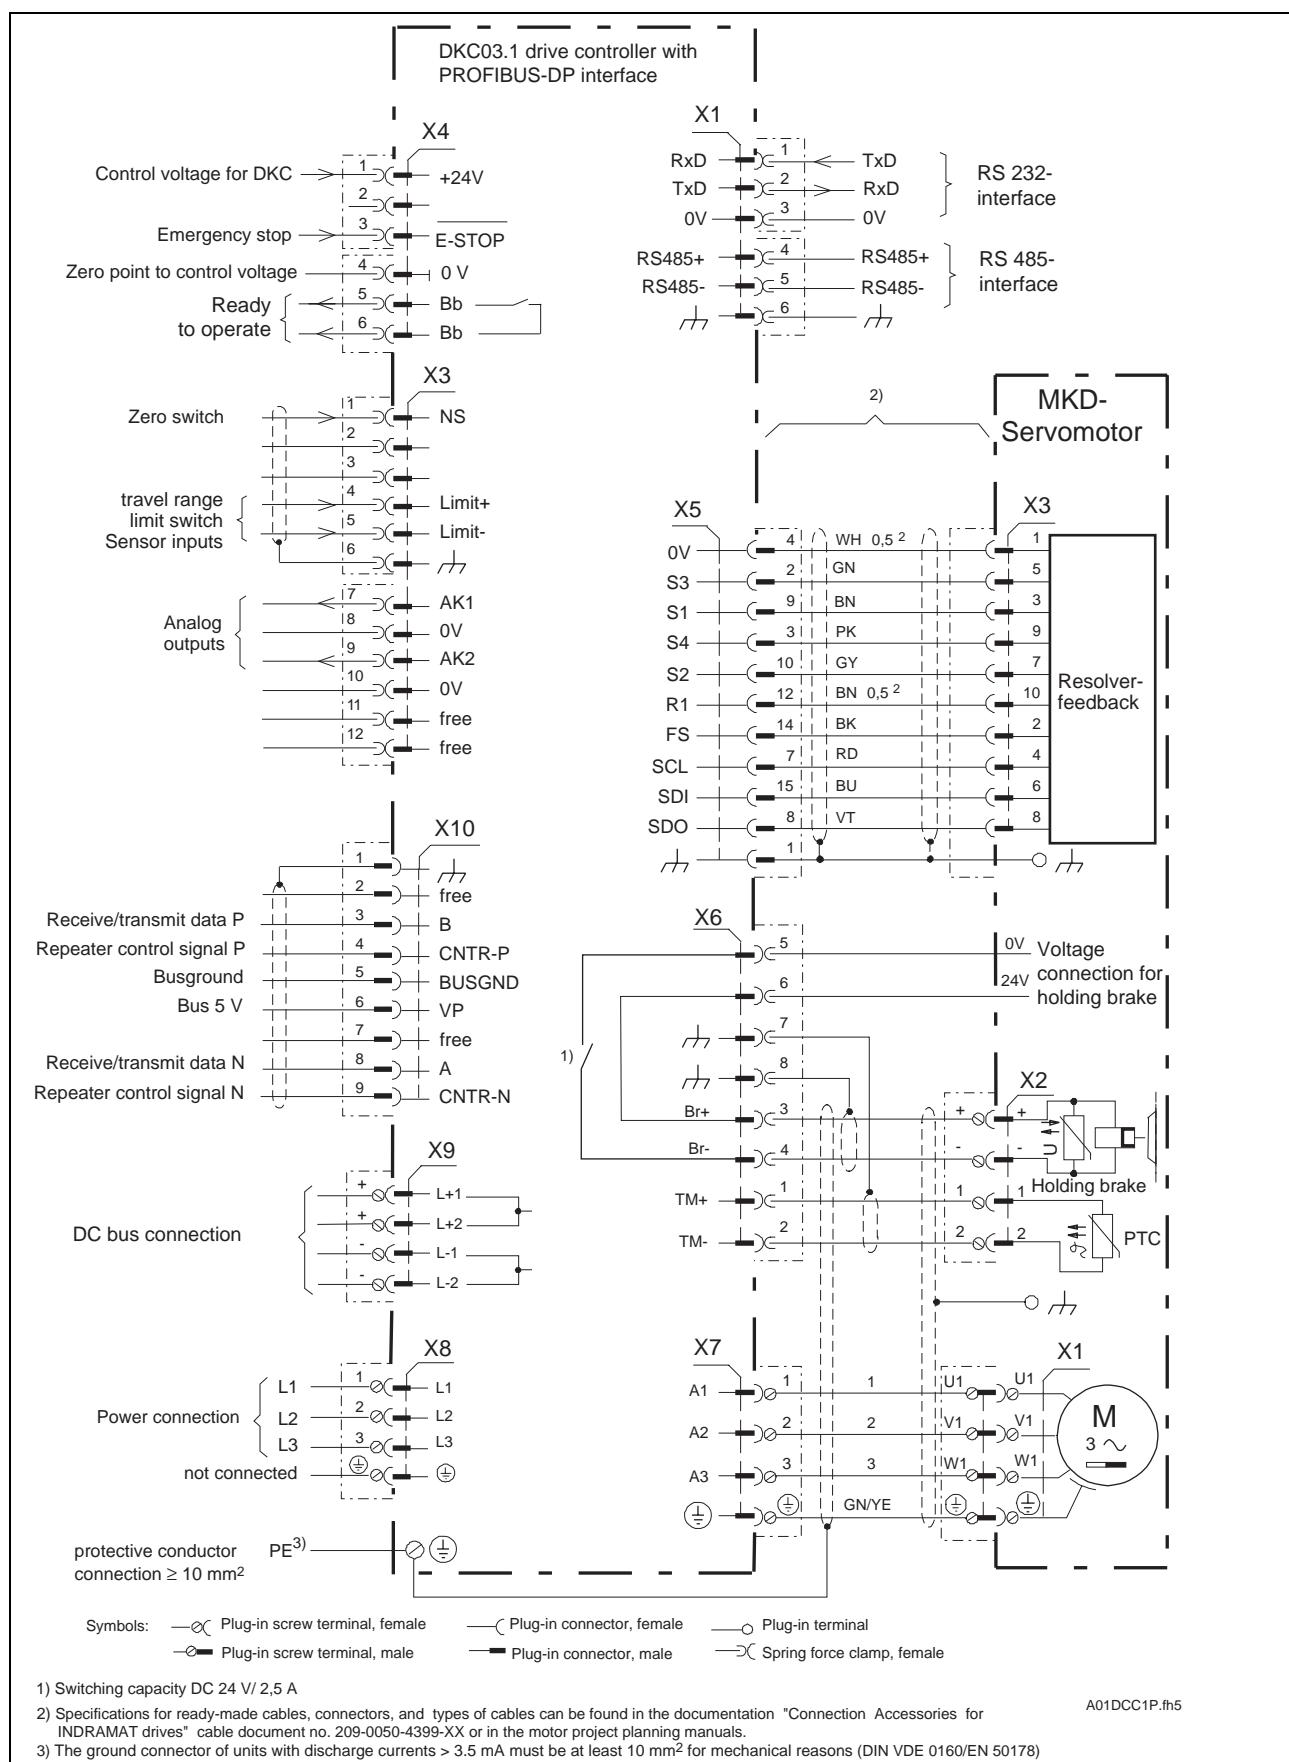 DKC03.1 drive controller with
PROFIBUS-DP interface
X4
Control voltage for DKC 1 +24V
2
Emergency stop 3 E-STOP
Zero point to control voltage 4 0 V
Ready
to operate
5 Bb
6 Bb
X1
RxD 1 TxD
TxD 2 RxD
0V 3 0V
RS 232-
interface
RS485+ 4 RS485+
RS485- 5 RS485-
6
RS 485-
interface
X3
Zero switch 1 NS
2
3
travel range
limit switch
Sensor inputs
4 Limit+
5 Limit-
6
Analog
outputs
7 AK1
8 0V
9 AK2
10 0V
11 free
12 free
2)
MKD-
Servomotor
X5
X3
0V 4 WH 0,5 2 1
S3 2 GN 5
S1 9 BN 3
S4 3 PK 9
S2 10 GY 7
R1 12 BN 0,5 2 10
FS 14 BK 2
SCL 7 RD 4
SDI 15 BU 6
SDO 8 VT 8
1
Resolver-
feedback
X10
1
2 free
Receive/transmit data P 3 B
Repeater control signal P 4 CNTR-P
Busground 5 BUSGND
Bus 5 V 6 VP
7 free
Receive/transmit data N 8 A
Repeater control signal N 9 CNTR-N
X6
5 0V
6 24V
Voltage
connection for
holding brake
7
1)
8
X2
Br+ 3 + +
Br- 4 - -
U
Holding brake
TM+ 1 1 1
TM- 2 2 2
PTC
X9
DC bus connection
+ L+1
+ L+2
- L-1
- L-2
X8
Power connection
L1 1 L1
L2 2 L2
L3 3 L3
not connected
X7
X1
A1 1 1 U1 U1
A2 2 2 V1 V1
A3 3 3 W1 W1
GN/YE
M
3
protective conductor
connection ≥ 10 mm2
PE3)
Symbols:
Plug-in screw terminal, female
Plug-in connector, female
Plug-in terminal
Plug-in screw terminal, male
Plug-in connector, male
Spring force clamp, female
1) Switching capacity DC 24 V/ 2,5 A
2) Specifications for ready-made cables, connectors, and types of cables can be found in the documentation "Connection Accessories for
INDRAMAT drives" cable document no. 209-0050-4399-XX or in the motor project planning manuals.
3) The ground connector of units with discharge currents > 3.5 mA must be at least 10 mm2 for mechanical reasons (DIN VDE 0160/EN 50178)
A01DCC1P.fh5